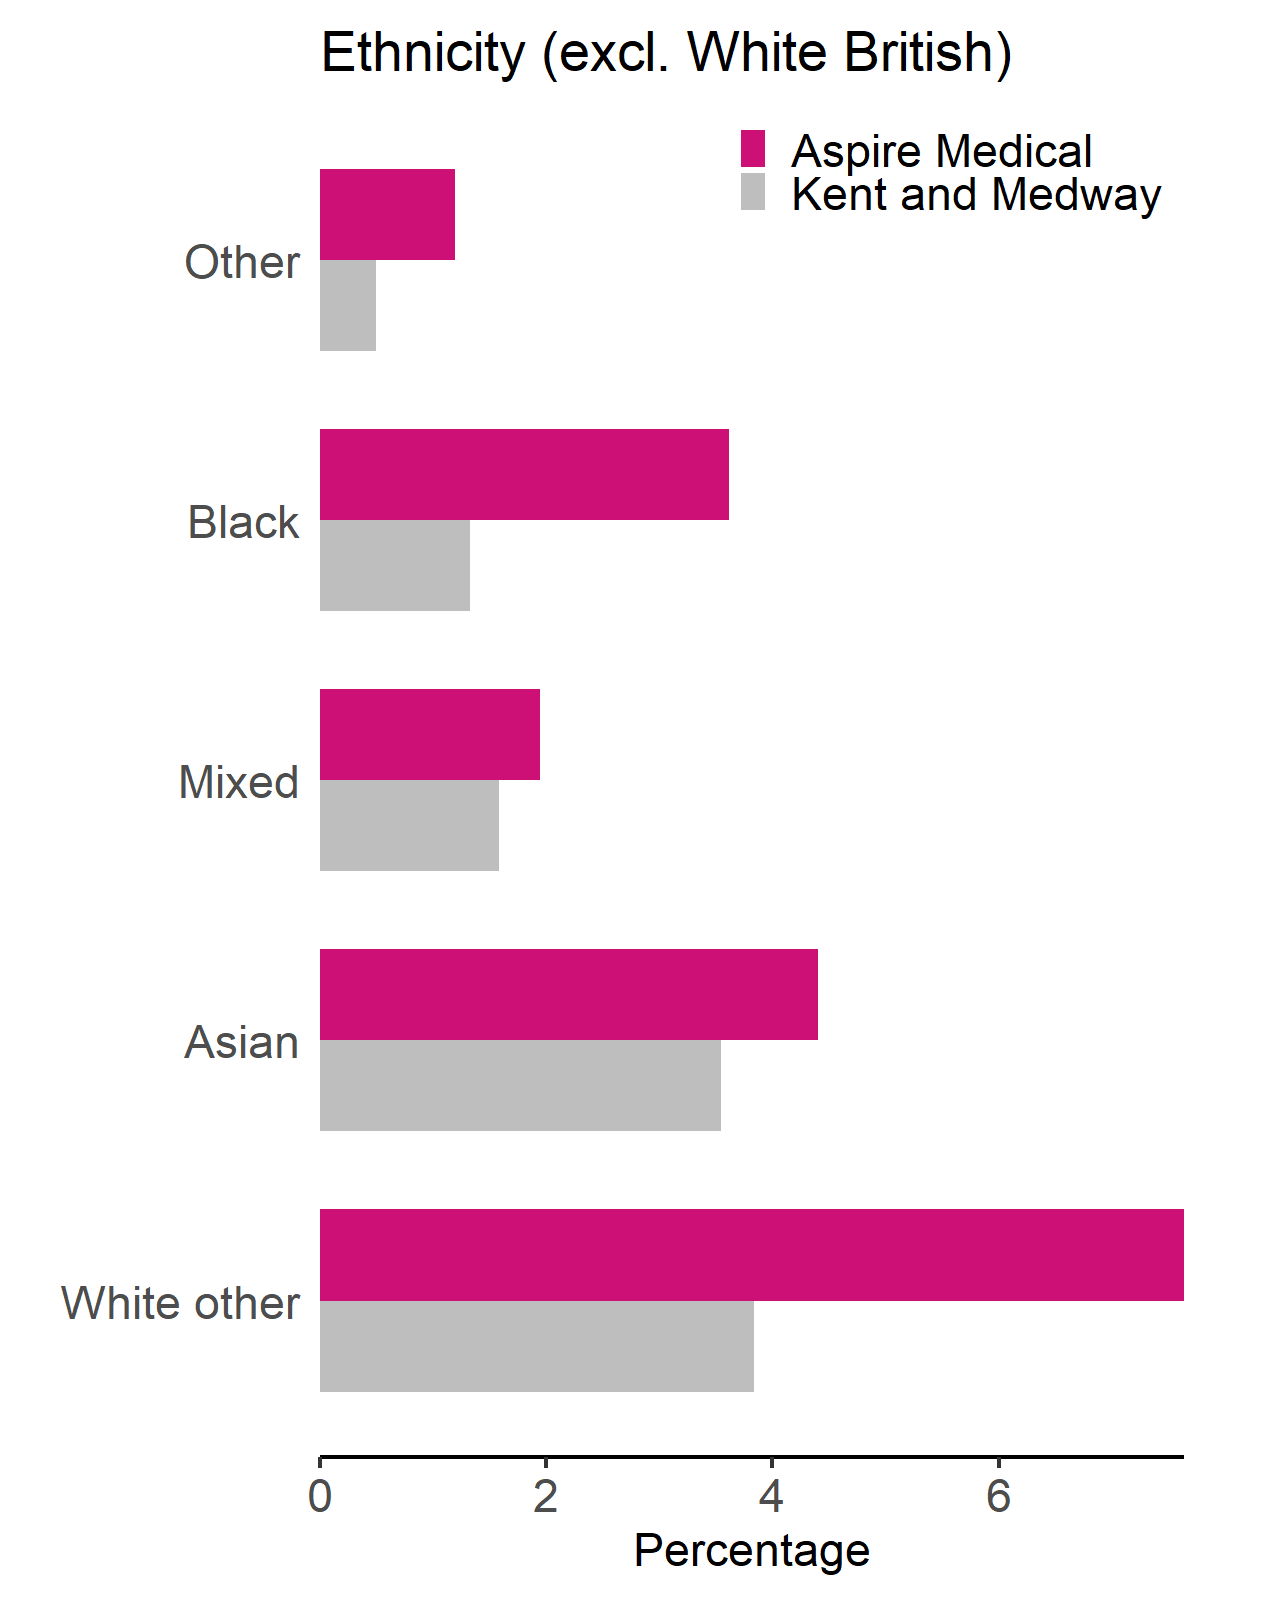 Ethnicity (excl. White British)
Aspire Medical
Kent and Medway
Other
Black
Mixed
Asian
White other
0 2 4 6
Percentage